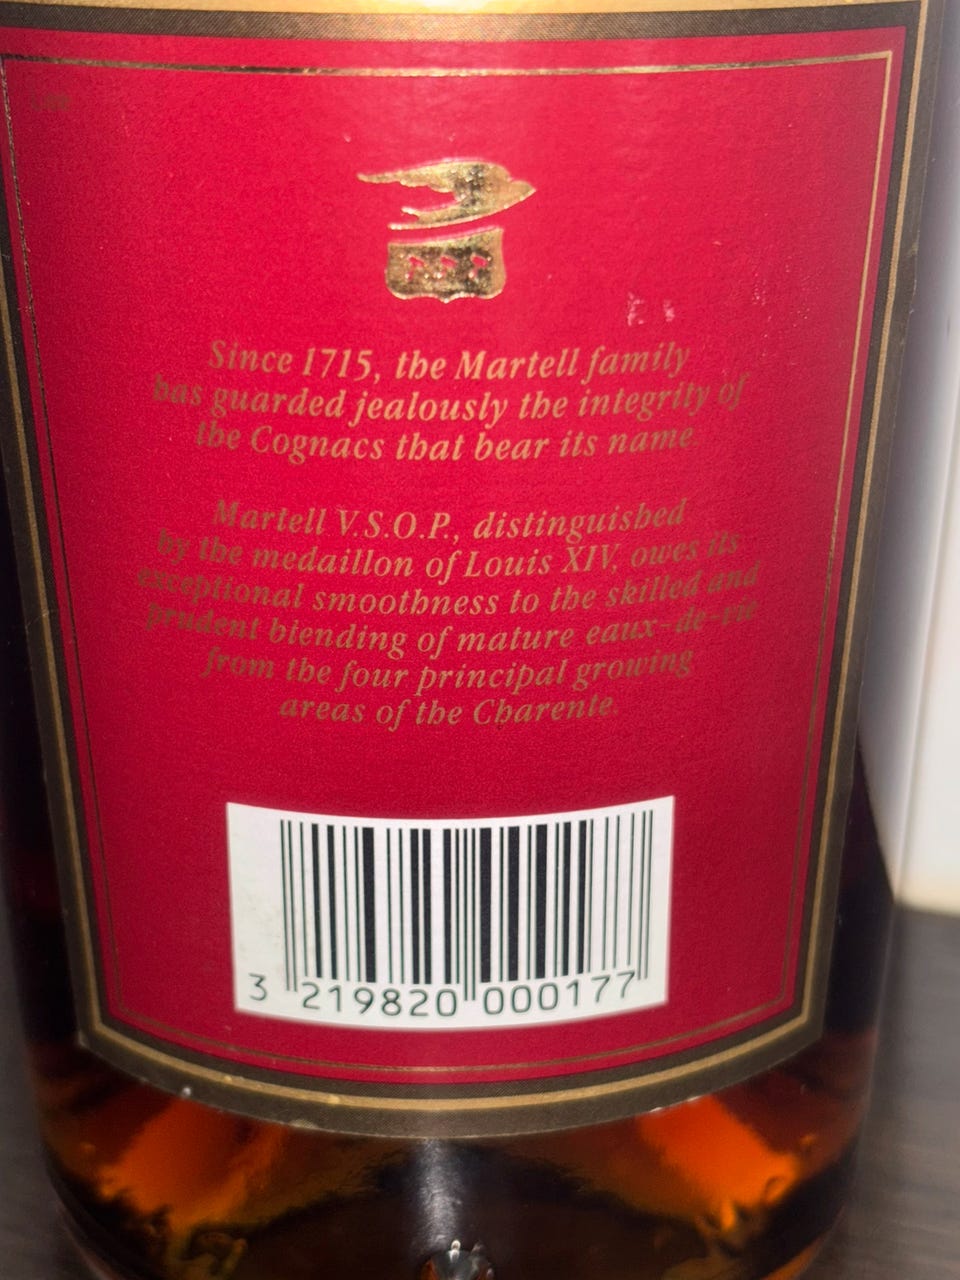 Since 1715, the Martell family
has guarded jealously the integrity of
the Cognacs that bear its name.
Martell V.S.O.P., distinguished
by the medaillon of Louis XIV, owes its
exceptional smoothness to the skilled and
prudent blending of mature eaux-de-vie
from the four principal growing
areas of the Charente.
3 219820 000177